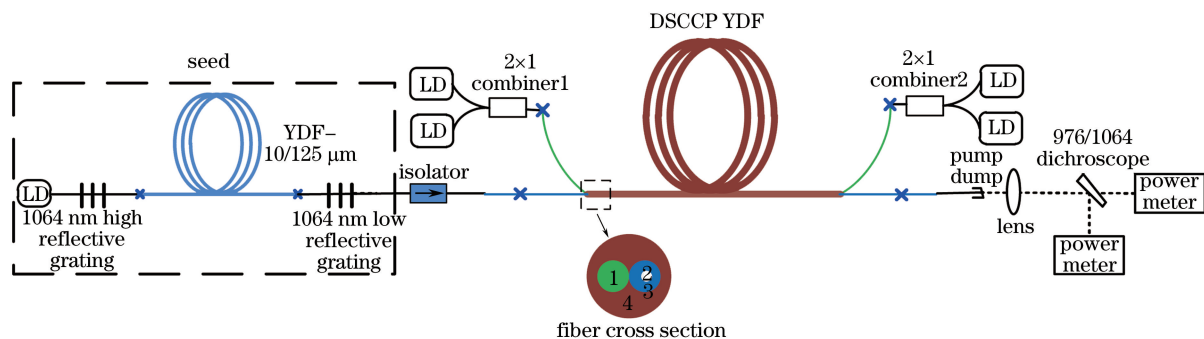 DSCCP YDF
seed
2×1
combiner1
2×1
combiner2
LD
LD
LD
LD
YDF–
10/125 μm
isolator
pump
dump
976/1064
dichroscope
LD
power
meter
1064 nm high
reflective
grating
1064 nm low
reflective
grating
lens
power
meter
1
2
3
4
fiber cross section